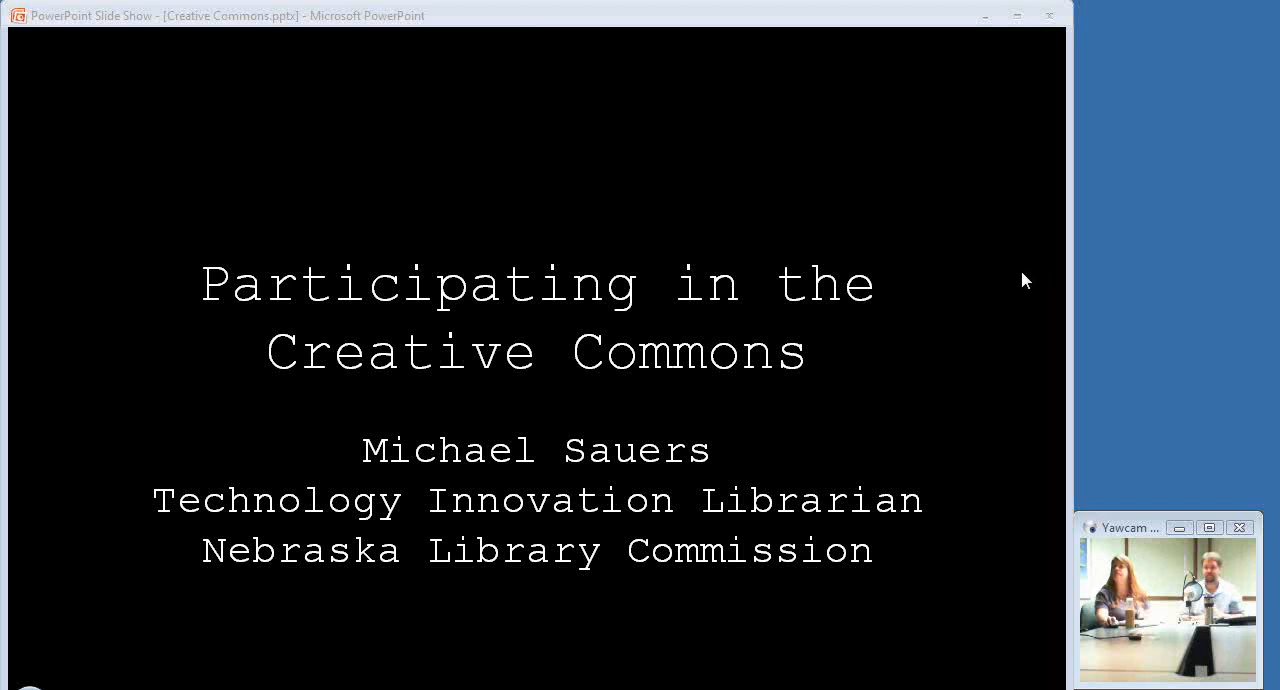 PowerPoint Slide Show - [Creative Commons.pptx] - Microsoft PowerPoint
Participating in the
Creative Commons
Michael Sauers
Technology Innovation Librarian
Nebraska Library Commission
Yawcam ...